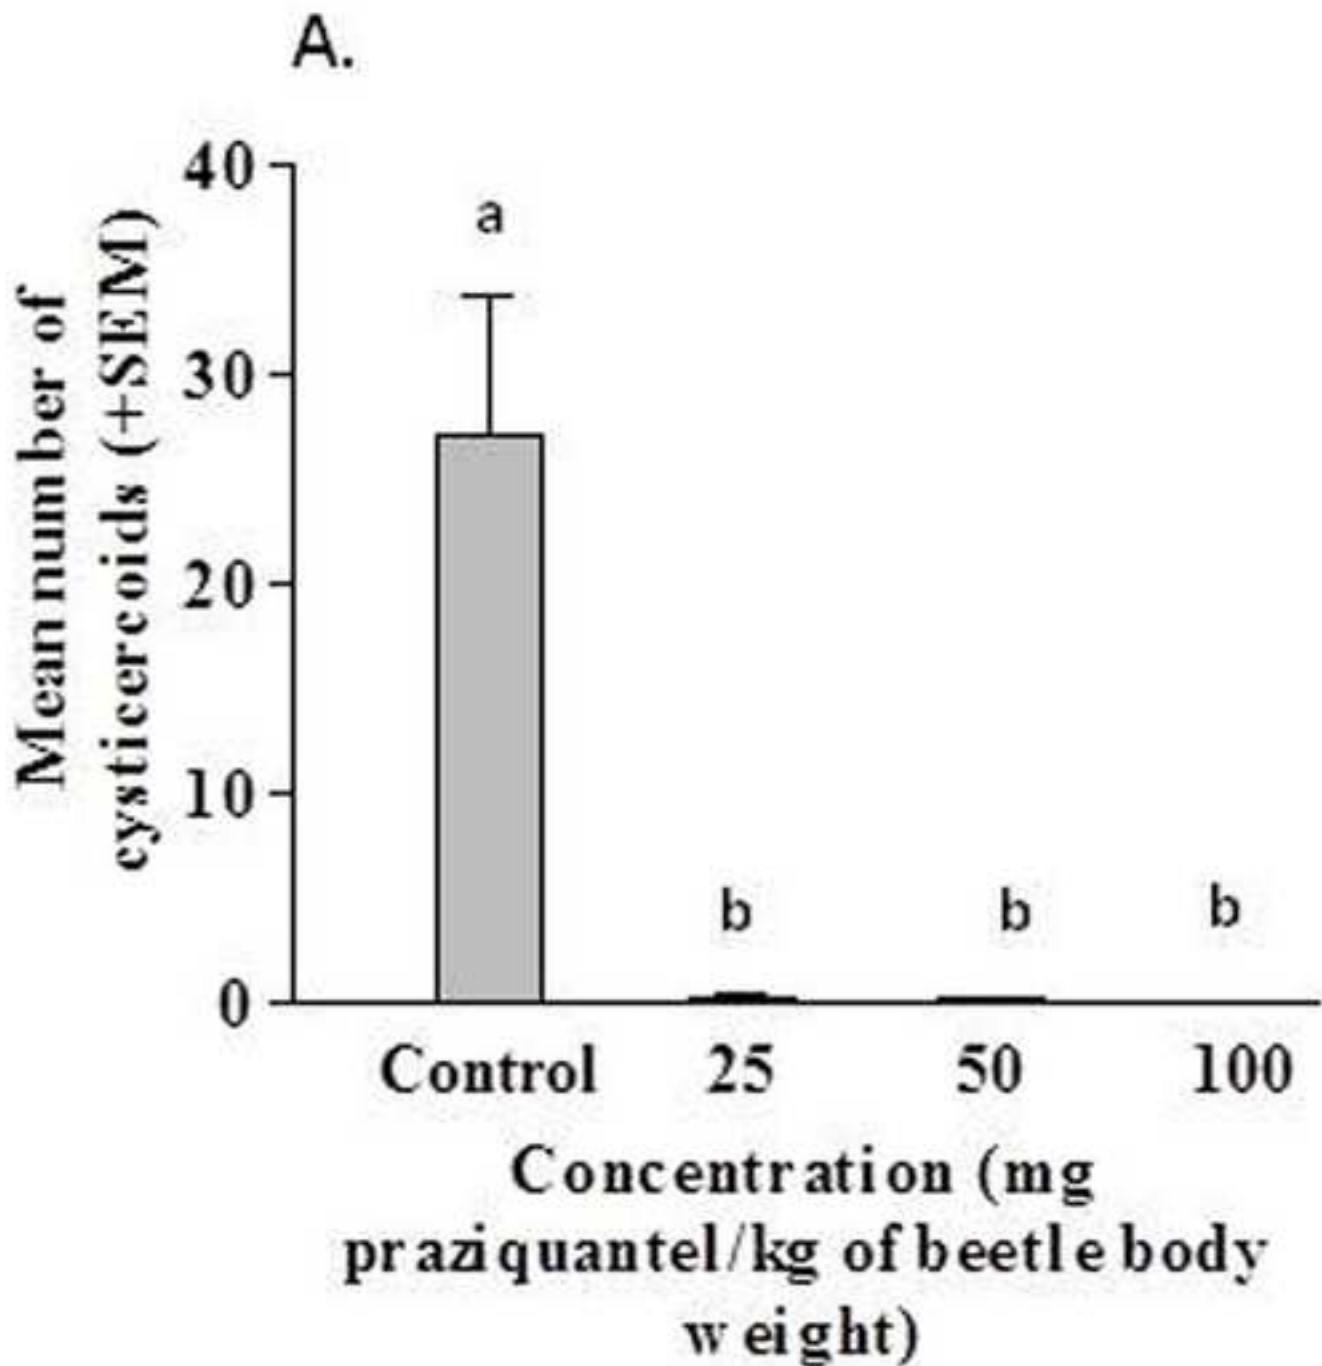 A.
40
30
20
10
0
Mean number of
cysticercoids (+SEM)
a
b
b
b
Control 25 50 100
Concentration (mg
praziquantel/kg of beetle body
weight)